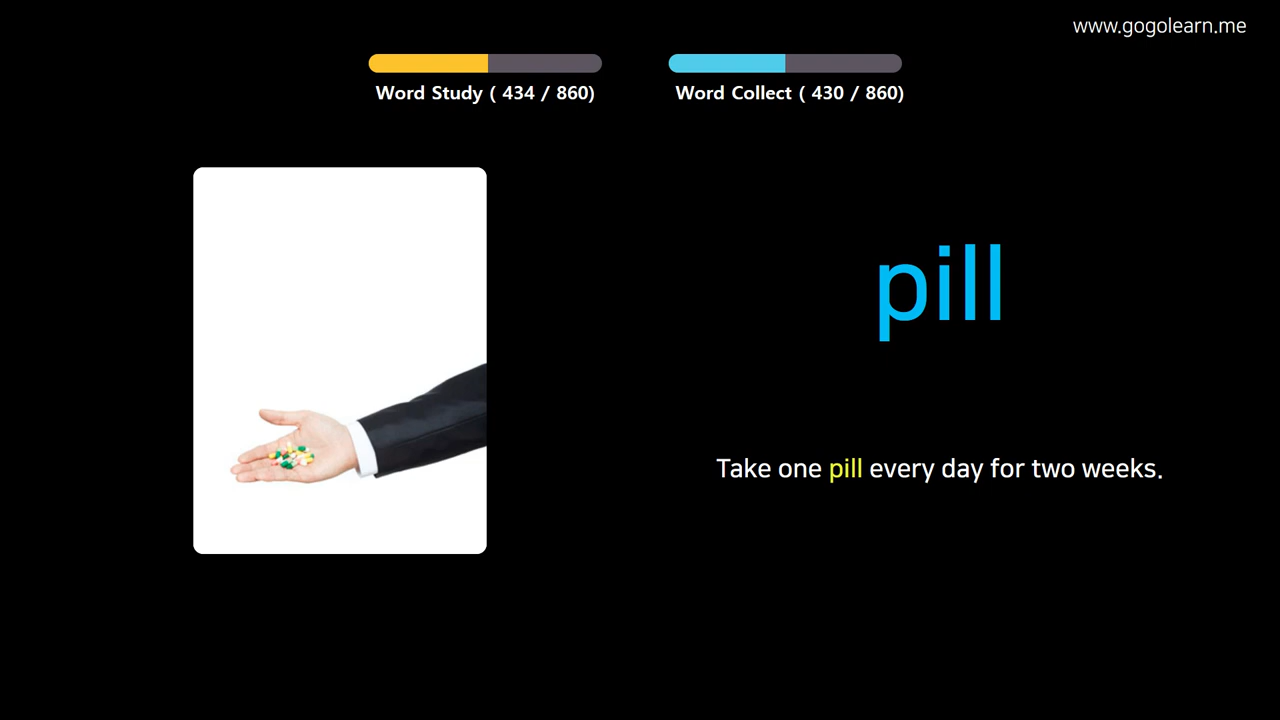 www.gogolearn.me
Word Study ( 434 / 860)
Word Collect ( 430 / 860)
pill
Take one pill every day for two weeks.